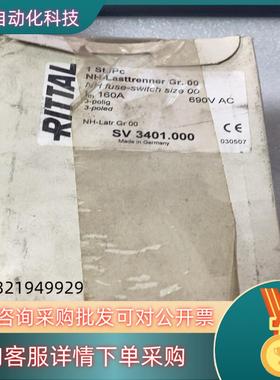 自动化科技
RITTAL
1 St./Pc
NH-Lasttrenner Gr. 00
NH fuse-switch size 00
160A
690V AC
3-polig
3-poled
NH-Latr Gr 00
SV 3401.000
Made in Germany
CE
030507
821949929
咨询采购批发可对公开票
客服详情下单采购